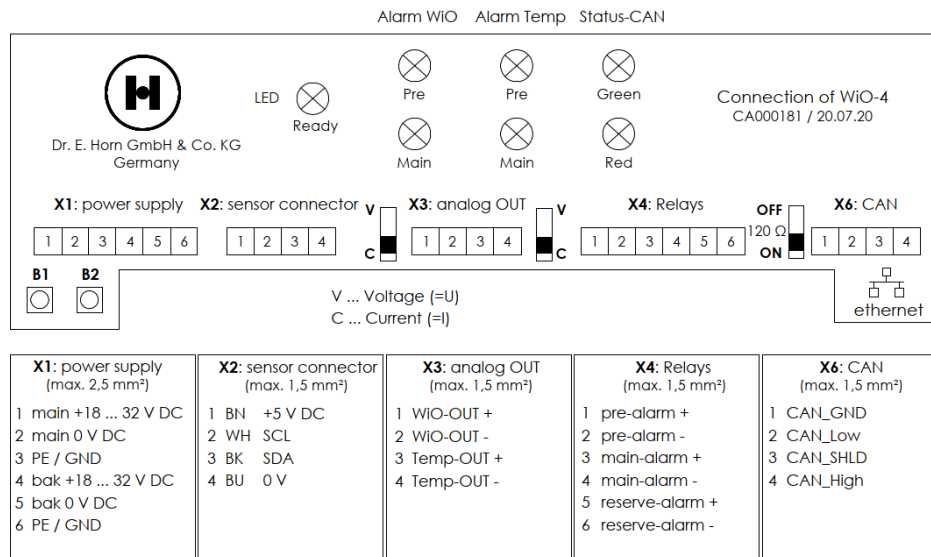 Alarm WiO Alarm Temp Status-CAN
H
LED
Ready
Pre Pre Green
Main Main Red
Connection of WiO-4
CA000181 / 20.07.20
Dr. E. Horn GmbH & Co. KG
Germany
X1: power supply
1 2 3 4 5 6
X2: sensor connector
1 2 3 4
V
C
X3: analog OUT
1 2 3 4
V
C
X4: Relays
1 2 3 4 5 6
OFF
120 Ω
ON
X6: CAN
1 2 3 4
B1 B2
V ... Voltage (=U)
C ... Current (=I)
ethernet
X1: power supply
(max. 2,5 mm²)
1 main +18 ... 32 V DC
2 main 0 V DC
3 PE / GND
4 bak +18 ... 32 V DC
5 bak 0 V DC
6 PE / GND
X2: sensor connector
(max. 1,5 mm²)
1 BN +5 V DC
2 WH SCL
3 BK SDA
4 BU 0 V
X3: analog OUT
(max. 1,5 mm²)
1 WiO-OUT +
2 WiO-OUT -
3 Temp-OUT +
4 Temp-OUT -
X4: Relays
(max. 1,5 mm²)
1 pre-alarm +
2 pre-alarm -
3 main-alarm +
4 main-alarm -
5 reserve-alarm +
6 reserve-alarm -
X6: CAN
(max. 1,5 mm²)
1 CAN_GND
2 CAN_Low
3 CAN_SHLD
4 CAN_High